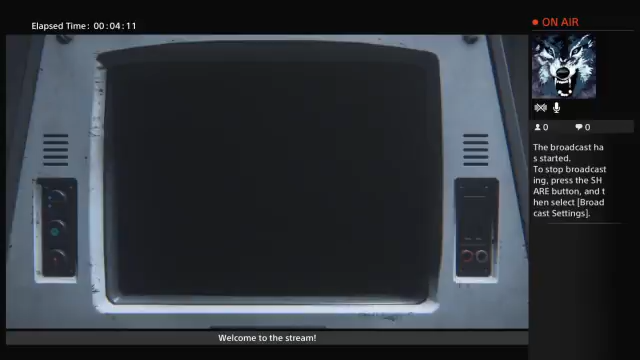 Elapsed Time: 00:04:11
ON AIR
0
0
The broadcast ha
s started.
To stop broadcast
ing, press the SH
ARE button, and t
hen select [Broad
cast Settings].
Welcome to the stream!